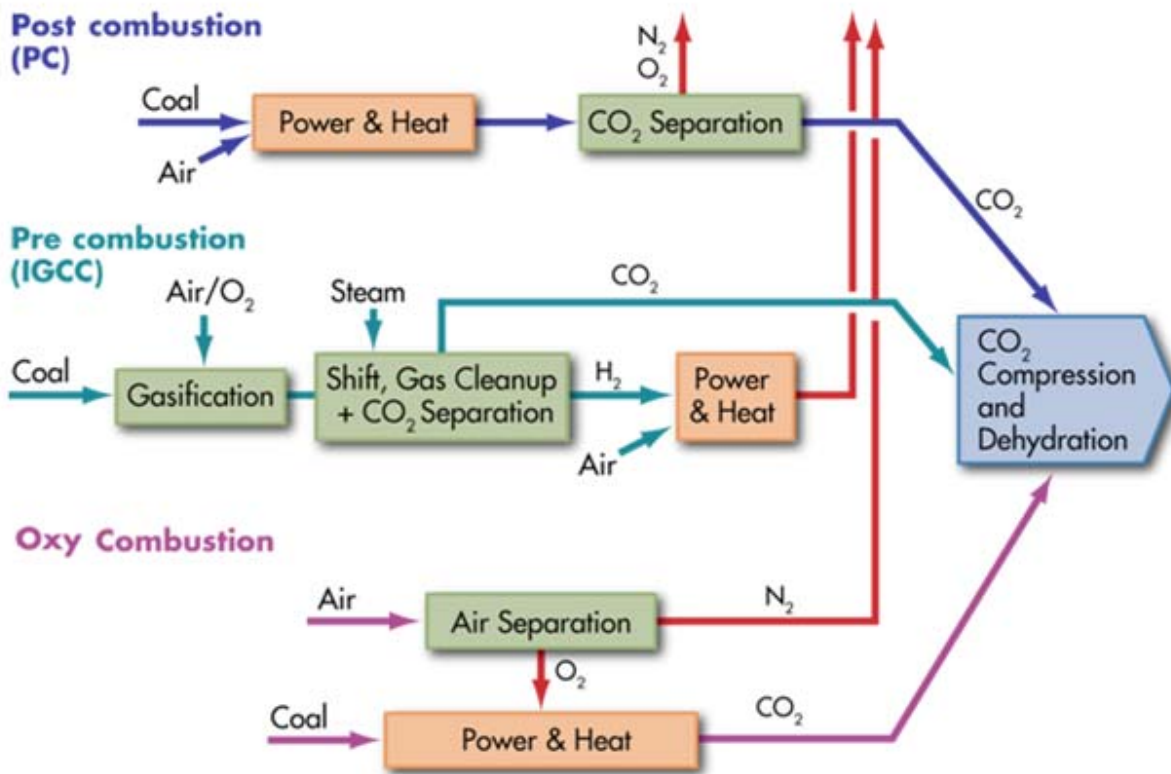 Post combustion
(PC)
N₂
O₂
Coal
Power & Heat
CO₂ Separation
Air
CO₂
Pre combustion
(IGCC)
Air/O₂
Steam
CO₂
Coal
Gasification
Shift, Gas Cleanup
+ CO₂ Separation
H₂
Power
& Heat
Air
CO₂
Compression
and
Dehydration
Oxy Combustion
Air
Air Separation
N₂
O₂
Coal
Power & Heat
CO₂